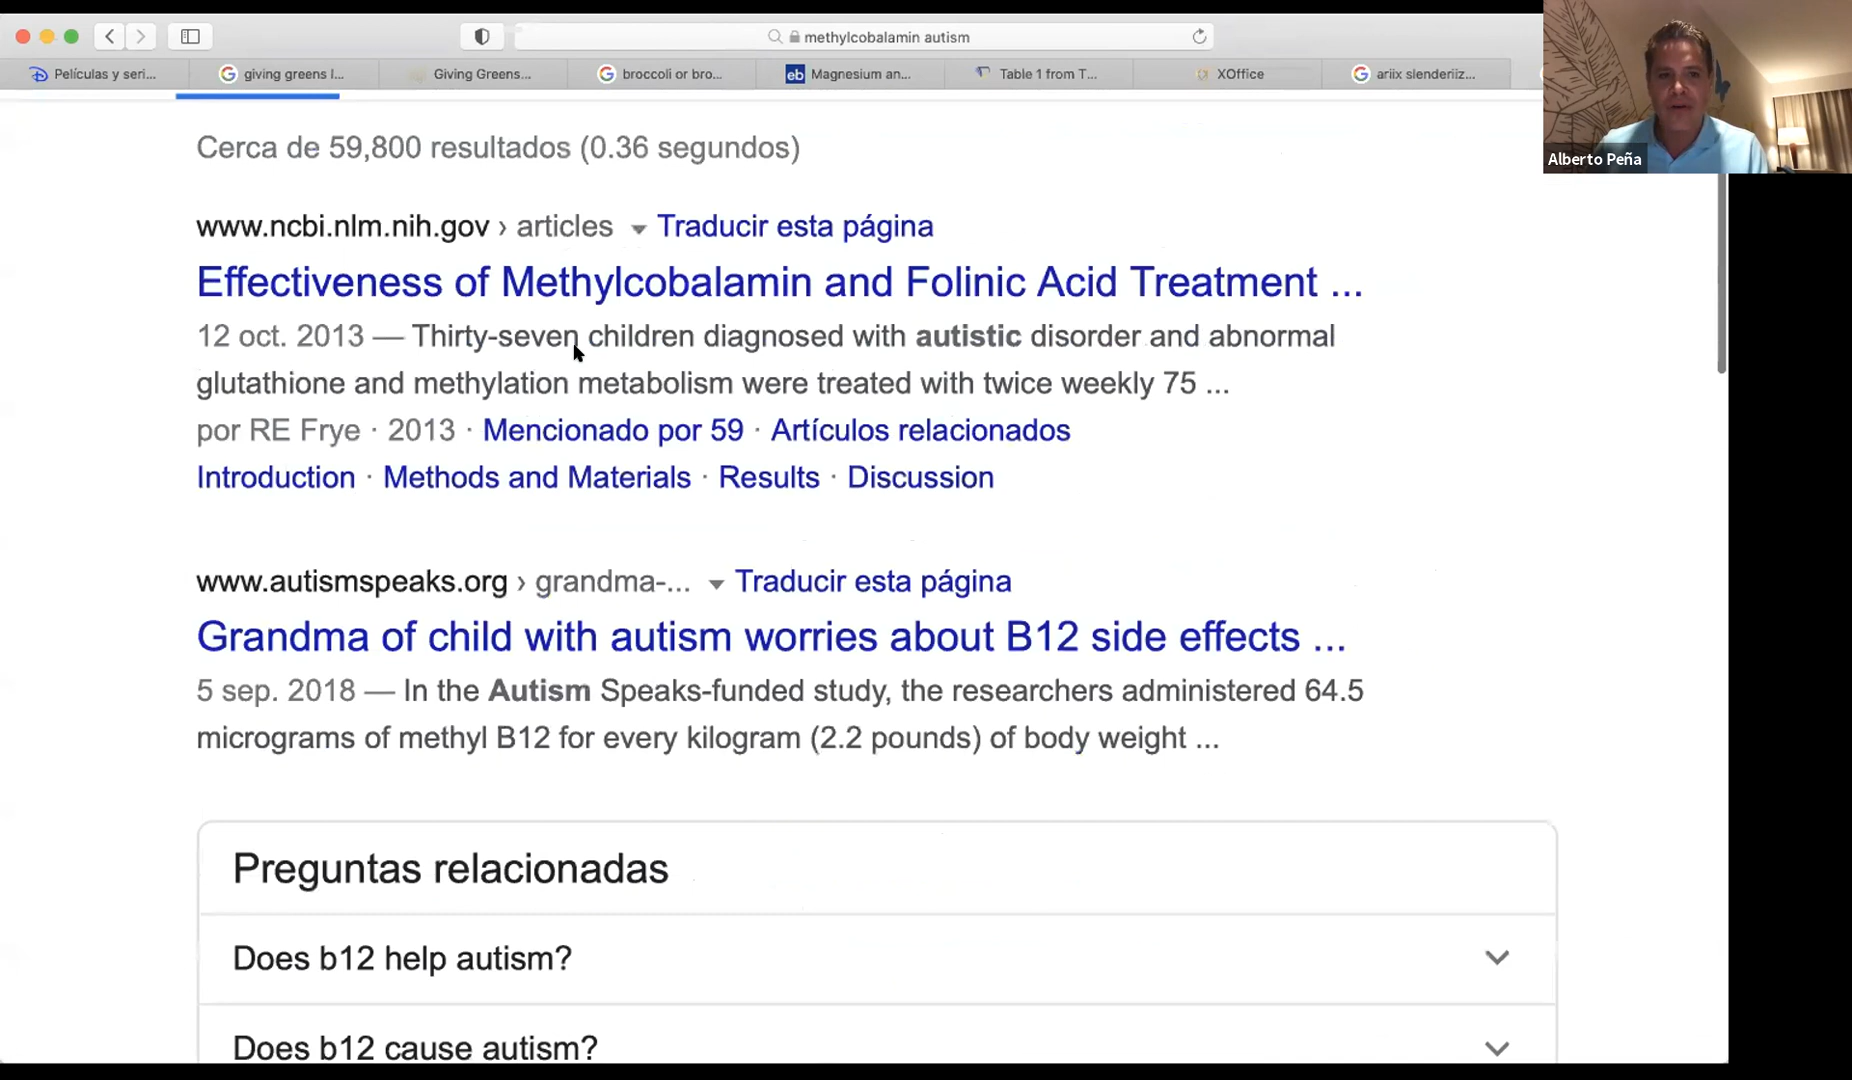 methylcobalamin autism
Películas y seri...
giving greens l...
Giving Greens...
broccoli or bro...
eb Magnesium an...
Table 1 from T...
XOffice
ariix slenderiiz...
Alberto Peña
Cerca de 59,800 resultados (0.36 segundos)
www.ncbi.nlm.nih.gov › articles Traducir esta página
Effectiveness of Methylcobalamin and Folinic Acid Treatment ...
12 oct. 2013 — Thirty-seven children diagnosed with autistic disorder and abnormal
glutathione and methylation metabolism were treated with twice weekly 75 ...
por RE Frye · 2013 · Mencionado por 59 · Artículos relacionados
Introduction · Methods and Materials · Results · Discussion
www.autismspeaks.org › grandma-... Traducir esta página
Grandma of child with autism worries about B12 side effects ...
5 sep. 2018 — In the Autism Speaks-funded study, the researchers administered 64.5
micrograms of methyl B12 for every kilogram (2.2 pounds) of body weight ...
Preguntas relacionadas
Does b12 help autism?
Does b12 cause autism?